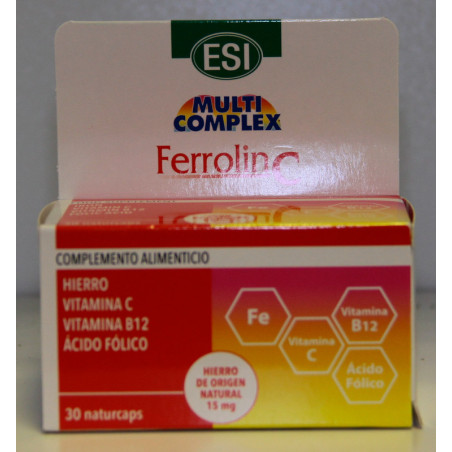 ESI
MULTI
COMPLEX
Ferrolin C
COMPLEMENTO ALIMENTICIO
HIERRO
VITAMINA C
VITAMINA B12
ÁCIDO FÓLICO
Fe
Vitamina
C
Vitamina
B12
Ácido
Fólico
HIERRO
DE ORIGEN
NATURAL
15 mg
30 naturcaps